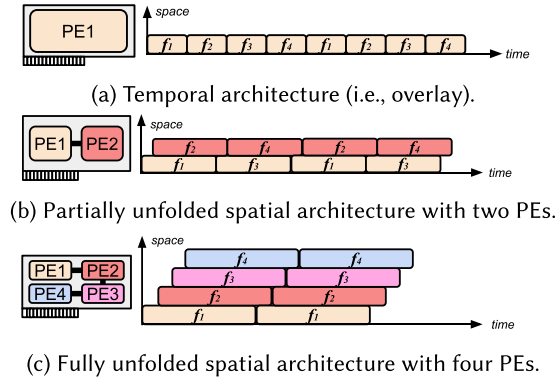 PE1
space
f1 f2 f3 f4 f1 f2 f3 f4
time
(a) Temporal architecture (i.e., overlay).
PE1 PE2
space
f2 f4 f2 f4
f1 f3 f1 f3
time
(b) Partially unfolded spatial architecture with two PEs.
PE1 PE2
PE4 PE3
space
f4 f4
f3 f3
f2 f2
f1 f1
time
(c) Fully unfolded spatial architecture with four PEs.